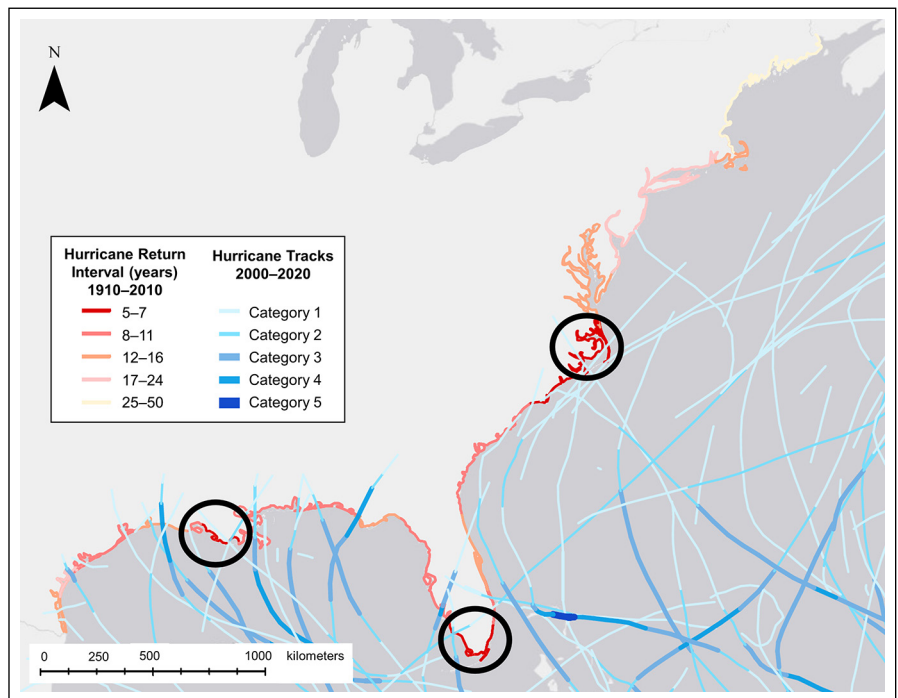 N
Hurricane Return
Interval (years)
1910–2010
5–7
8–11
12–16
17–24
25–50
Hurricane Tracks
2000–2020
Category 1
Category 2
Category 3
Category 4
Category 5
0 250 500 1000 kilometers